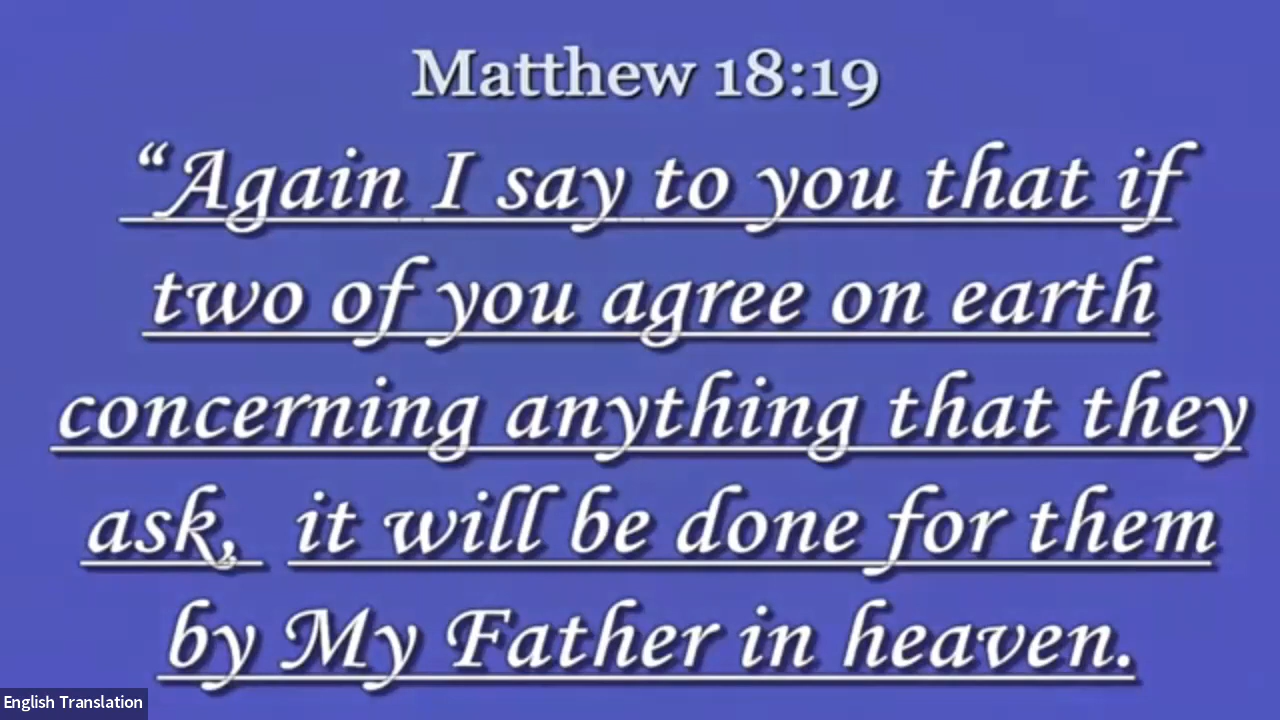 Matthew 18:19
“Again I say to you that if
two of you agree on earth
concerning anything that they
ask, it will be done for them
by My Father in heaven.
English Translation